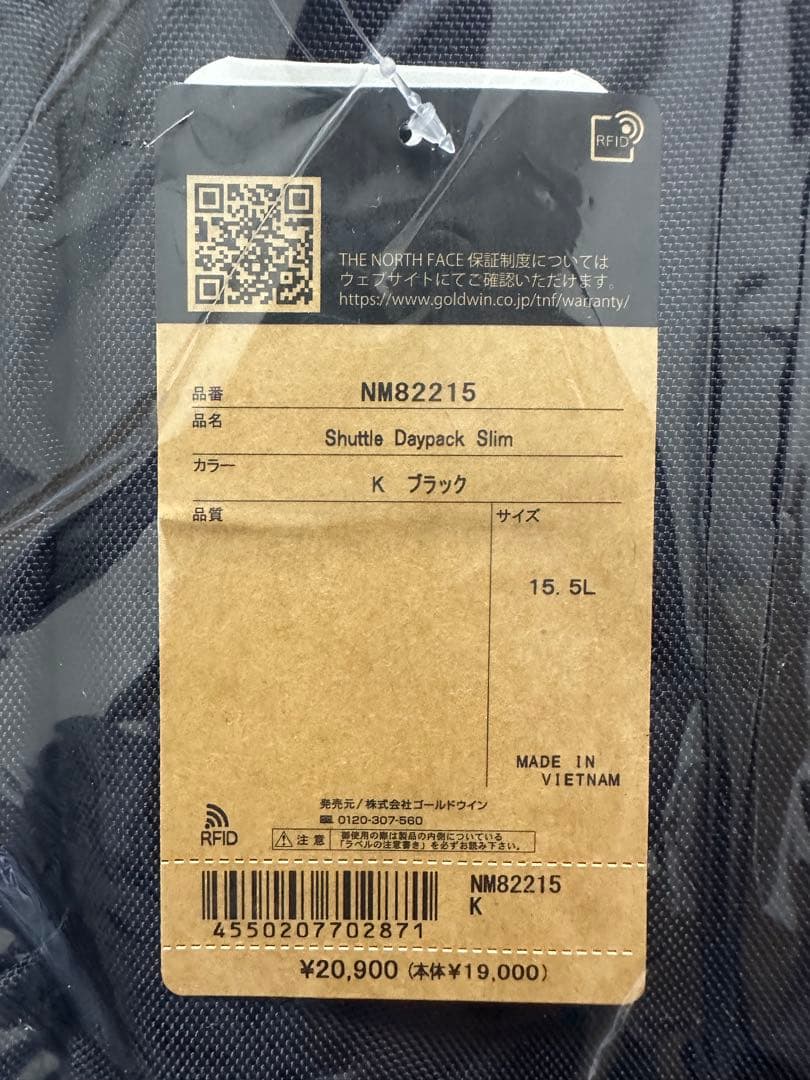 RFID
THE NORTH FACE 保証制度については
ウェブサイトにてご確認いただけます。
https://www.goldwin.co.jp/tnf/warranty/
品番 NM82215
品名
Shuttle Daypack Slim
カラー
K ブラック
品質 サイズ
15.5L
MADE IN
VIETNAM
発売元/株式会社ゴールドウイン
0120-307-560
RFID
注意 御使用の際は製品の内側についている
「ラベルの注意書き」を必ずお読み下さい。
NM82215
K
4550207702871
¥20,900 (本体¥19,000)